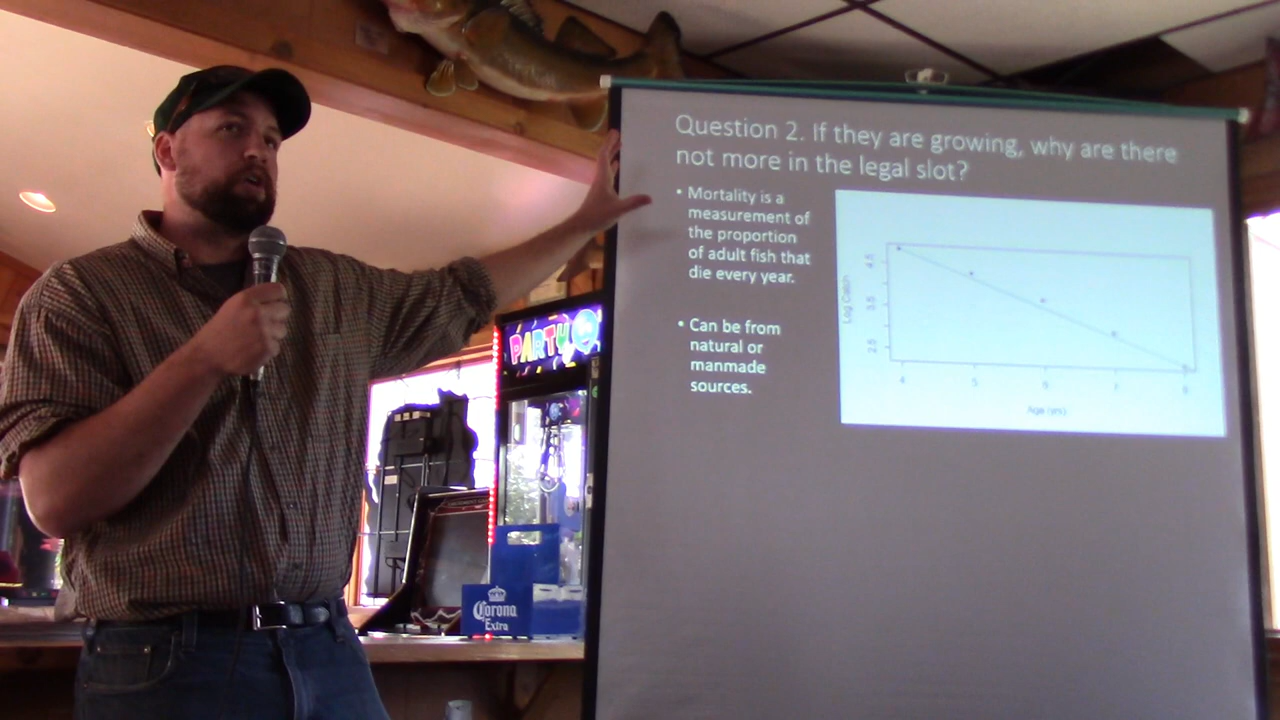 Question 2. If they are growing, why are there
not more in the legal slot?
• Mortality is a
measurement of
the proportion
of adult fish that
die every year.
• Can be from
natural or
manmade
sources.
Log Catch
4.5
3.5
2.5
4
5
6
7
8
Age (yrs)
PARTY
Corona
Extra